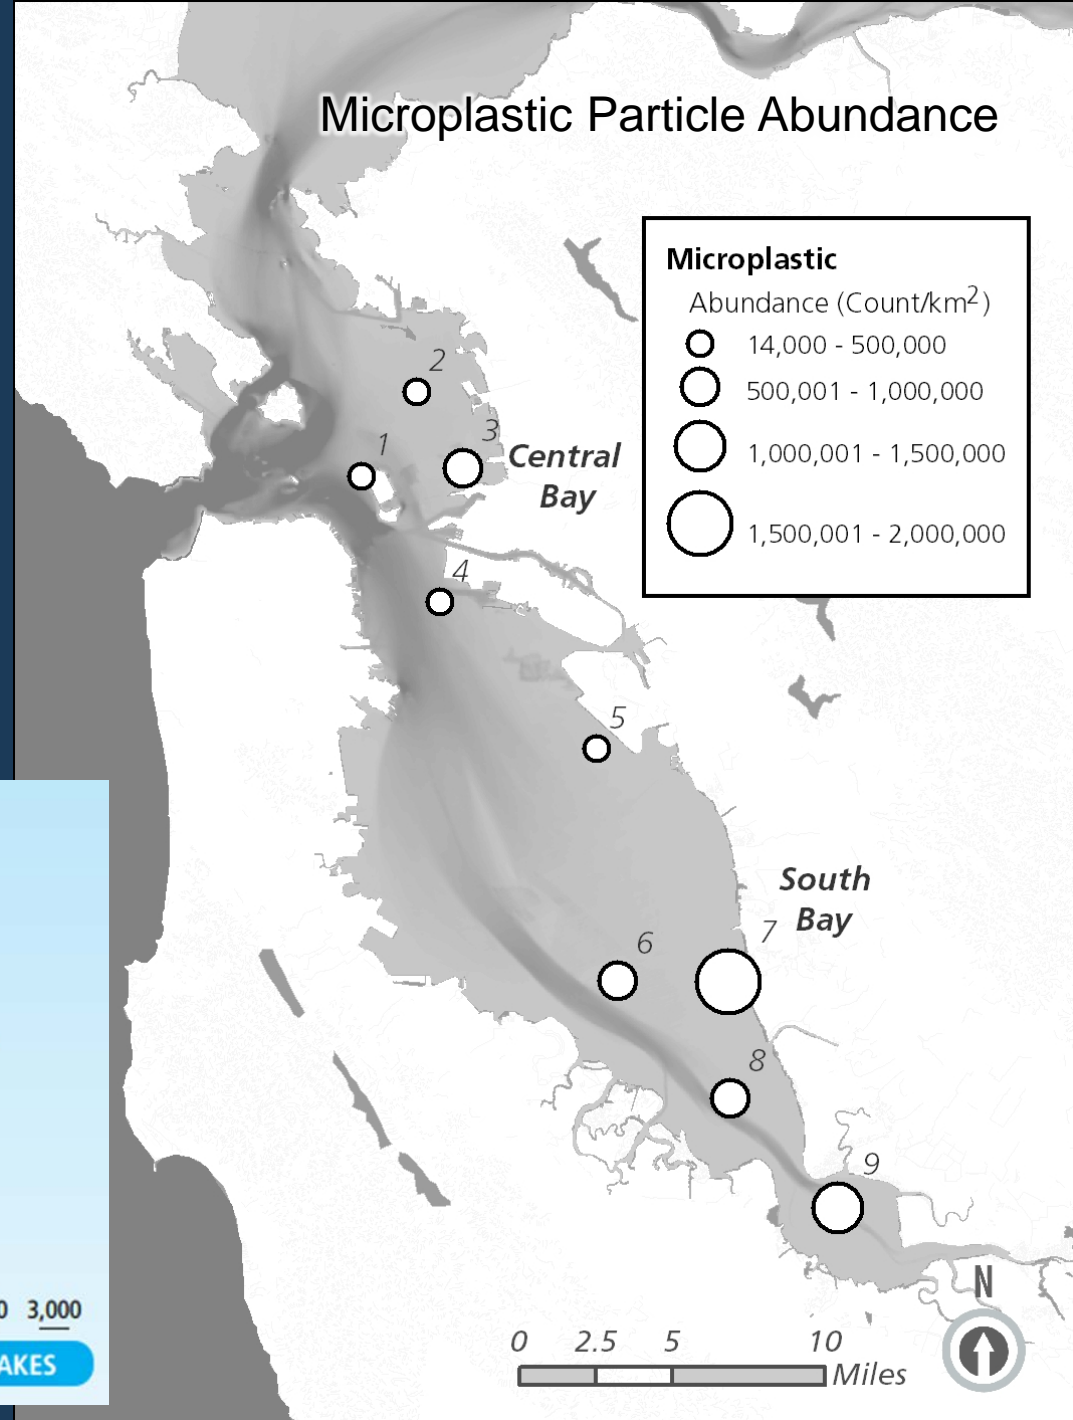 Microplastic Particle Abundance
Microplastic
Abundance (Count/km²)
14,000 - 500,000
500,001 - 1,000,000
1,000,001 - 1,500,000
1,500,001 - 2,000,000
2
1
3
Central
Bay
4
5
South
Bay
6
7
8
9
N
0 2.5 5 10
Miles
0 3,000
AKES